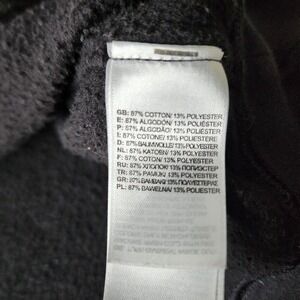 GB: 87% COTTON/ 13% POLYESTER
E: 87% ALGODÓN/ 13% POLIÉSTER
P: 87% ALGODÃO/ 13% POLIÉSTER
I: 87% COTONE/ 13% POLIESTERE
D: 87% BAUMWOLLE/ 13% POLYESTER
NL: 87% KATOEN/ 13% POLYESTER
F: 87% COTON/ 13% POLYESTER
RU: 87% ХЛОПОК/ 13% ПОЛИЭСТЕР
TR: 87% PAMUK/ 13% POLYESTER
GR: 87% ΒΑΜΒΑΚΙ/ 13% ΠΟΛΥΕΣΤΕΡΑΣ
PL: 87% BAWEŁNA/ 13% POLIESTER